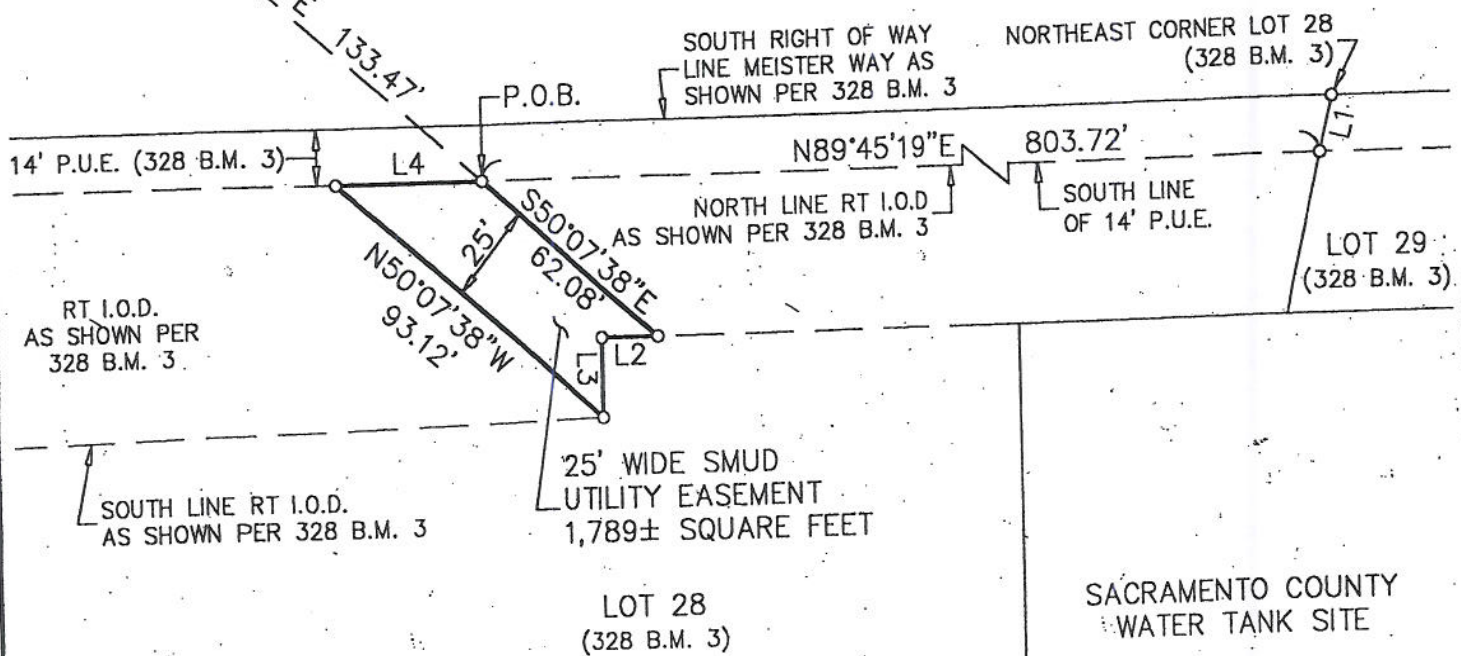 E
133.47'
P.O.B.
SOUTH RIGHT OF WAY
LINE MEISTER WAY AS
SHOWN PER 328 B.M. 3
NORTHEAST CORNER LOT 28
(328 B.M. 3)
L1
14' P.U.E. (328 B.M. 3)
L4
N89°45'19"E
803.72'
NORTH LINE RT I.O.D
AS SHOWN PER 328 B.M. 3
SOUTH LINE
OF 14' P.U.E.
LOT 29
(328 B.M. 3)
S50°07'38"E
62.08'
25'
N50°07'38"W
93.12'
RT I.O.D.
AS SHOWN PER
328 B.M. 3
L2
L3
25' WIDE SMUD
UTILITY EASEMENT
1,789± SQUARE FEET
SOUTH LINE RT I.O.D.
AS SHOWN PER 328 B.M. 3
LOT 28
(328 B.M. 3)
SACRAMENTO COUNTY
WATER TANK SITE